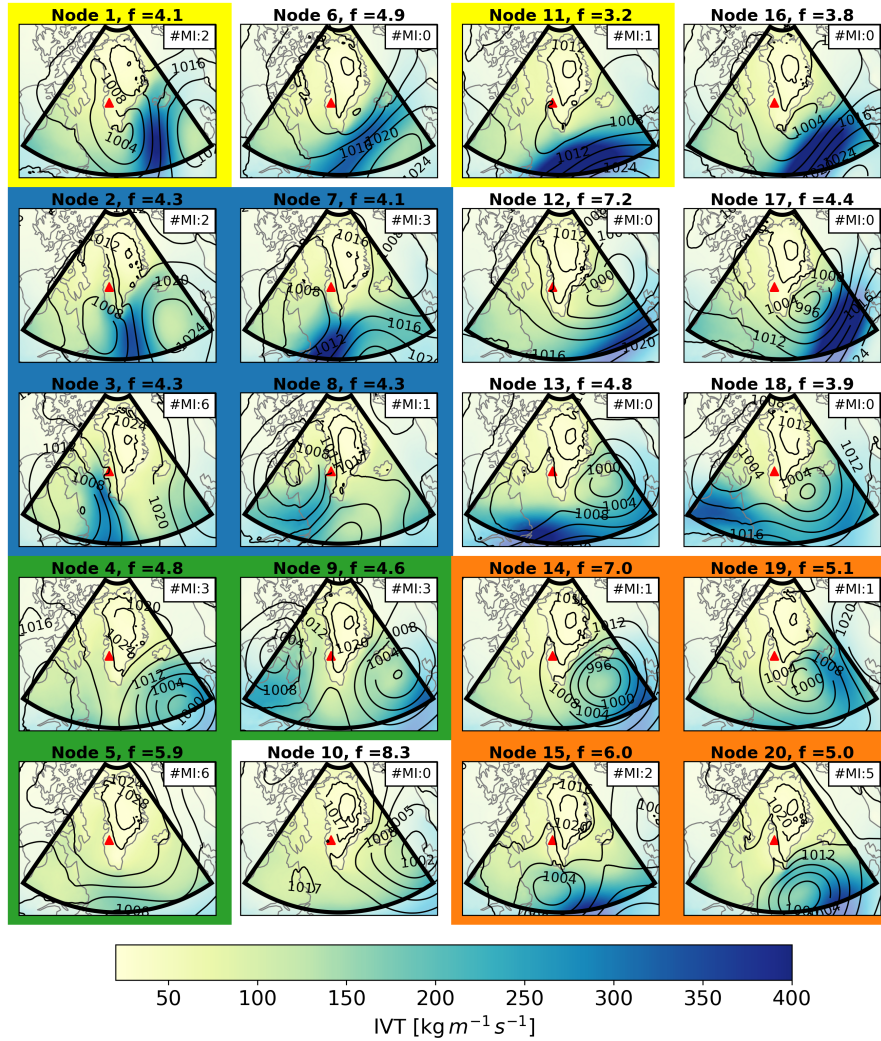 Node 1, f =4.1
#MI:2
1016
1008
1004
Node 6, f =4.9
#MI:0
1016
1020
1024
Node 11, f =3.2
#MI:1
1012
1008
1012
1024
Node 16, f =3.8
#MI:0
1004
1024
Node 2, f =4.3
#MI:2
1012
1020
1008
1024
Node 7, f =4.1
#MI:3
1016
1008
1008
1012
1016
1020
Node 12, f =7.2
#MI:0
1012
1000
1016
1020
Node 17, f =4.4
#MI:0
1004
996
1016
1012
Node 3, f =4.3
#MI:6
1024
1008
1020
Node 8, f =4.3
#MI:1
1017
Node 13, f =4.8
#MI:0
1000
1004
1008
Node 18, f =3.9
#MI:0
1008
1012
1012
1004
1004
1016
Node 4, f =4.8
#MI:3
1020
1016
1024
1012
1004
1000
Node 9, f =4.6
#MI:3
1004
1012
1008
1020
1004
1008
Node 14, f =7.0
#MI:1
1016
1012
996
1008
1000
1004
Node 19, f =5.1
#MI:1
1020
1004
1008
1000
Node 5, f =5.9
#MI:6
1024
1028
1008
Node 10, f =8.3
#MI:0
1017
1005
1008
1002
1017
Node 15, f =6.0
#MI:2
1016
1020
1004
Node 20, f =5.0
#MI:5
1020
1012
1004
50 100 150 200 250 300 350 400
IVT [kg m⁻¹ s⁻¹]